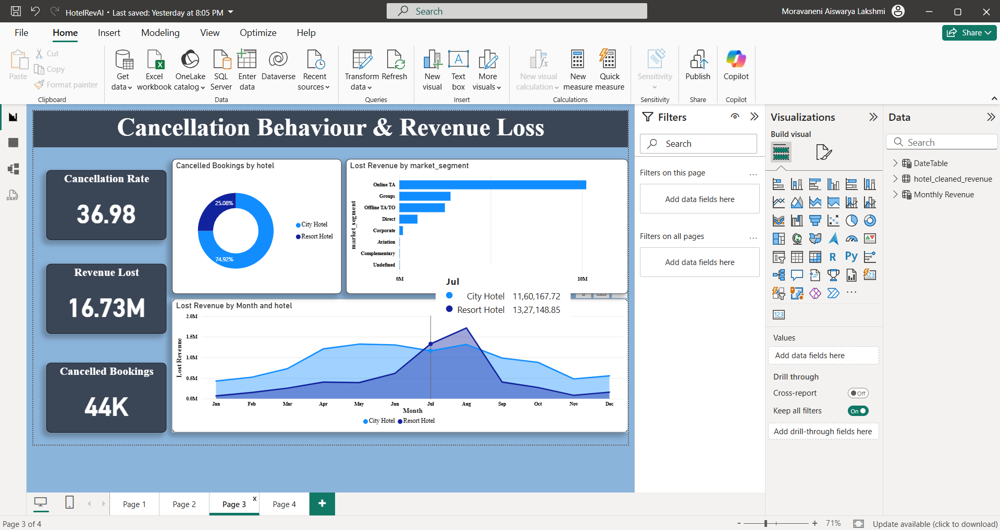 HotelRevAI • Last saved: Yesterday at 8:05 PM
Search
Moravaneni Aiswarya Lakshmi
File Home Insert Modeling View Optimize Help
Share
Paste
Cut
Copy
Format painter
Clipboard
Get data
Excel workbook
OneLake catalog
SQL Server
Enter data
Dataverse
Recent sources
Data
Transform data
Refresh
Queries
New visual
Text box
More visuals
Insert
New visual calculation
New measure
Quick measure
Calculations
Sensitivity
Sensitivity
Publish
Share
Copilot
Copilot
DAX
Cancellation Behaviour & Revenue Loss
Cancellation Rate
36.98
Revenue Lost
16.73M
Cancelled Bookings
44K
Cancelled Bookings by hotel
25.08%
74.92%
City Hotel
Resort Hotel
Lost Revenue by market_segment
market_segment
Online TA
Groups
Offline TA/TO
Direct
Corporate
Aviation
Complementary
Undefined
0M 10M
Jul
City Hotel 11,60,167.72
Resort Hotel 13,27,148.85
Lost Revenue by Month and hotel
Lost Revenue
2.0M
1.5M
1.0M
0.5M
0.0M
Jan Feb Mar Apr May Jun Jul Aug Sep Oct Nov Dec
Month
City Hotel Resort Hotel
Filters
Search
Filters on this page
Add data fields here
Filters on all pages
Add data fields here
Visualizations
Build visual
R
Py
123
123
Values
Add data fields here
Drill through
Cross-report Off
Keep all filters On
Add drill-through fields here
Data
Search
DateTable
hotel_cleaned_revenue
Monthly Revenue
Page 1 Page 2 Page 3 x Page 4 +
Page 3 of 4
- + 71%
Update available (click to download)